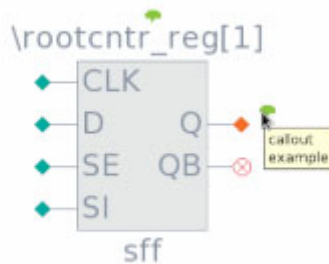 \rootcntr_reg[1]
CLK
D Q
SE QB
SI
callout
example
sff